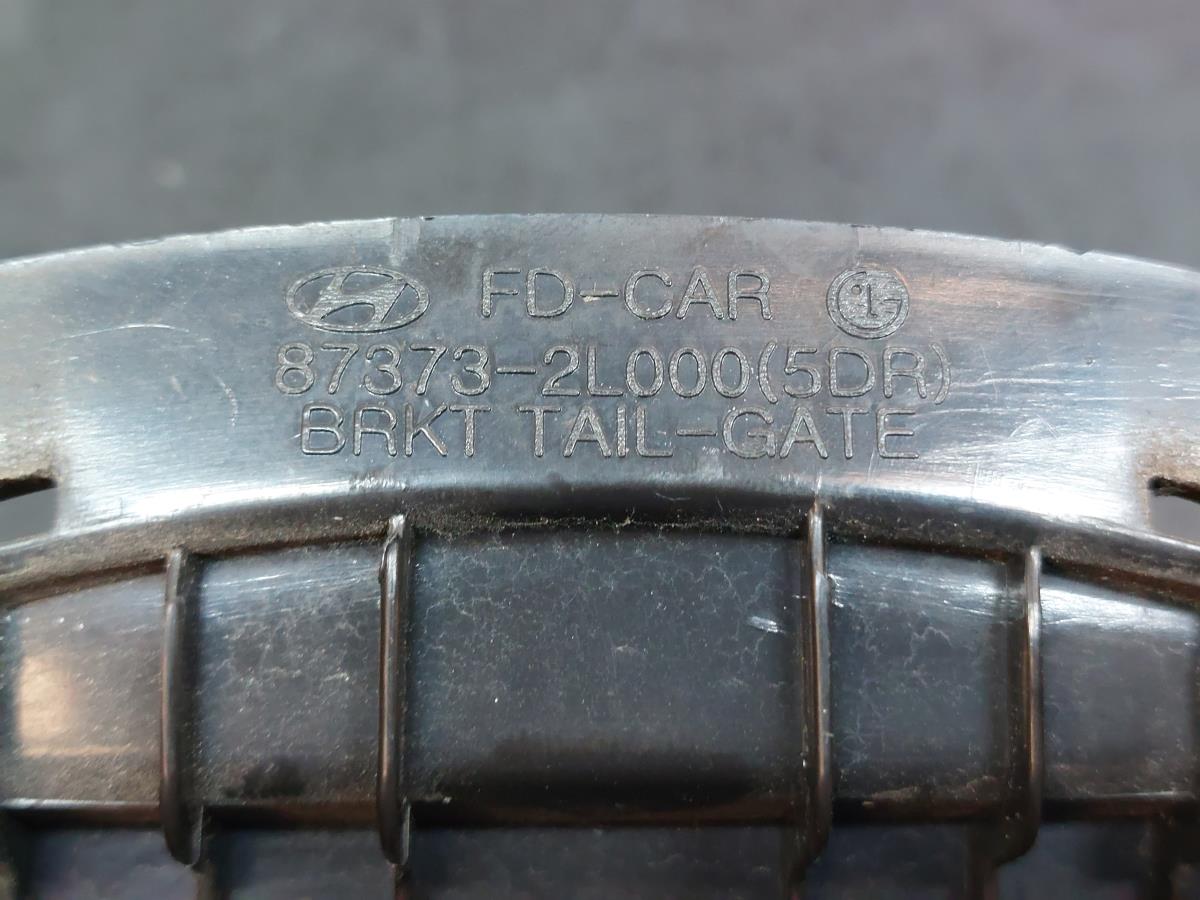 FD-CAR
87373-2L000(5DR)
BRKT TAIL-GATE